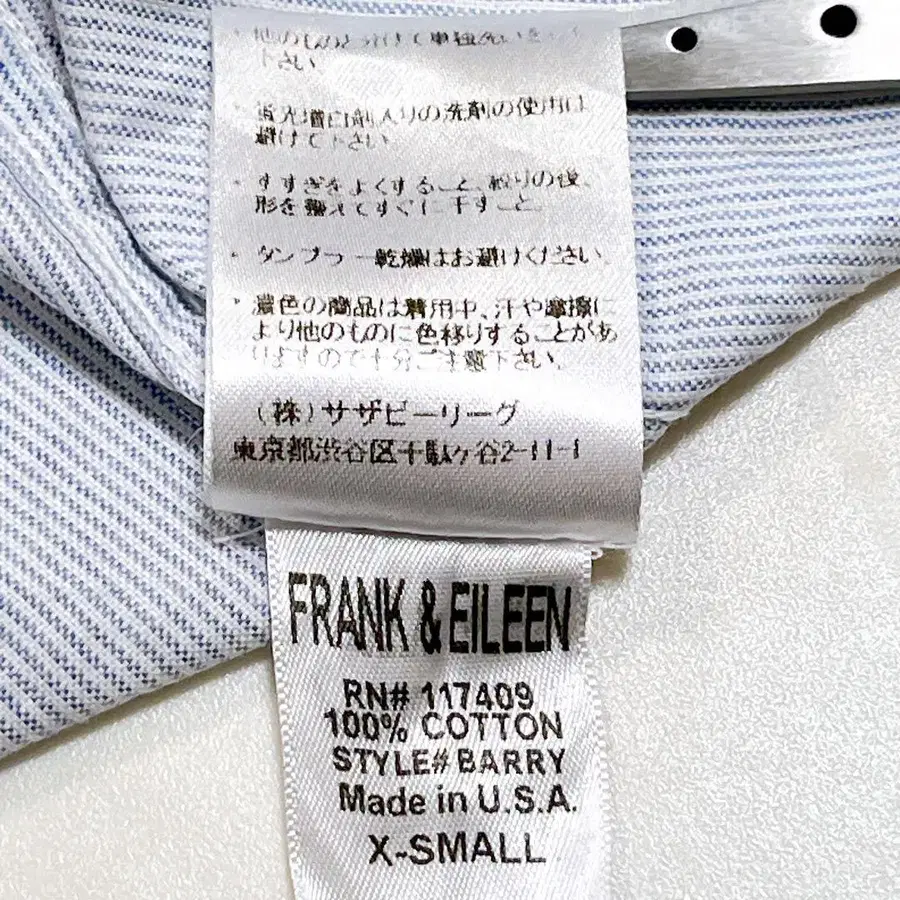 ・他のものと分けて単独洗いをして
下さい。
・蛍光増白剤入りの洗剤の使用は
避けて下さい。
・すすぎをよくすること、絞りの後、
形を整えてすぐに干すこと。
・タンブラー乾燥はお避けください。
・濃色の商品は着用中、汗や摩擦に
より他のものに色移りすることがあ
りますので十分ご注意下さい。
(株)サザビーリーグ
東京都渋谷区千駄ヶ谷2-11-1
FRANK & EILEEN
RN# 117409
100% COTTON
STYLE# BARRY
Made in U.S.A.
X-SMALL